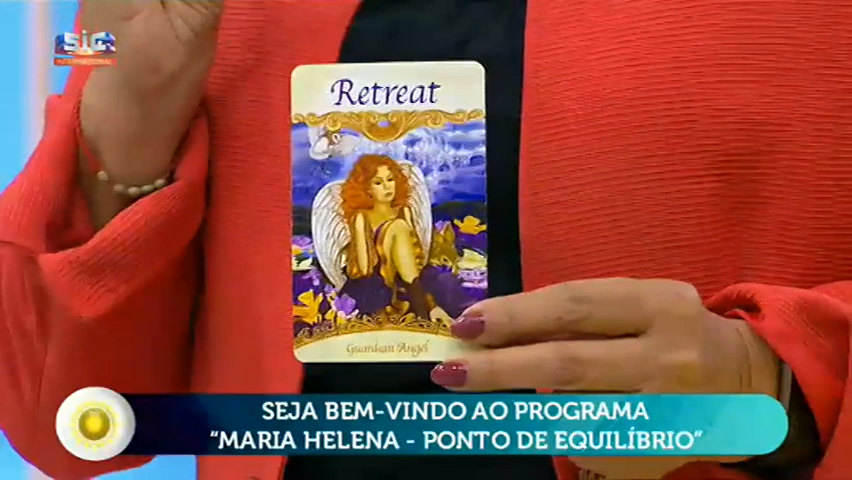 SIC
INTERNACIONAL
Retreat
Guardian Angel
SEJA BEM-VINDO AO PROGRAMA
"MARIA HELENA - PONTO DE EQUILÍBRIO"